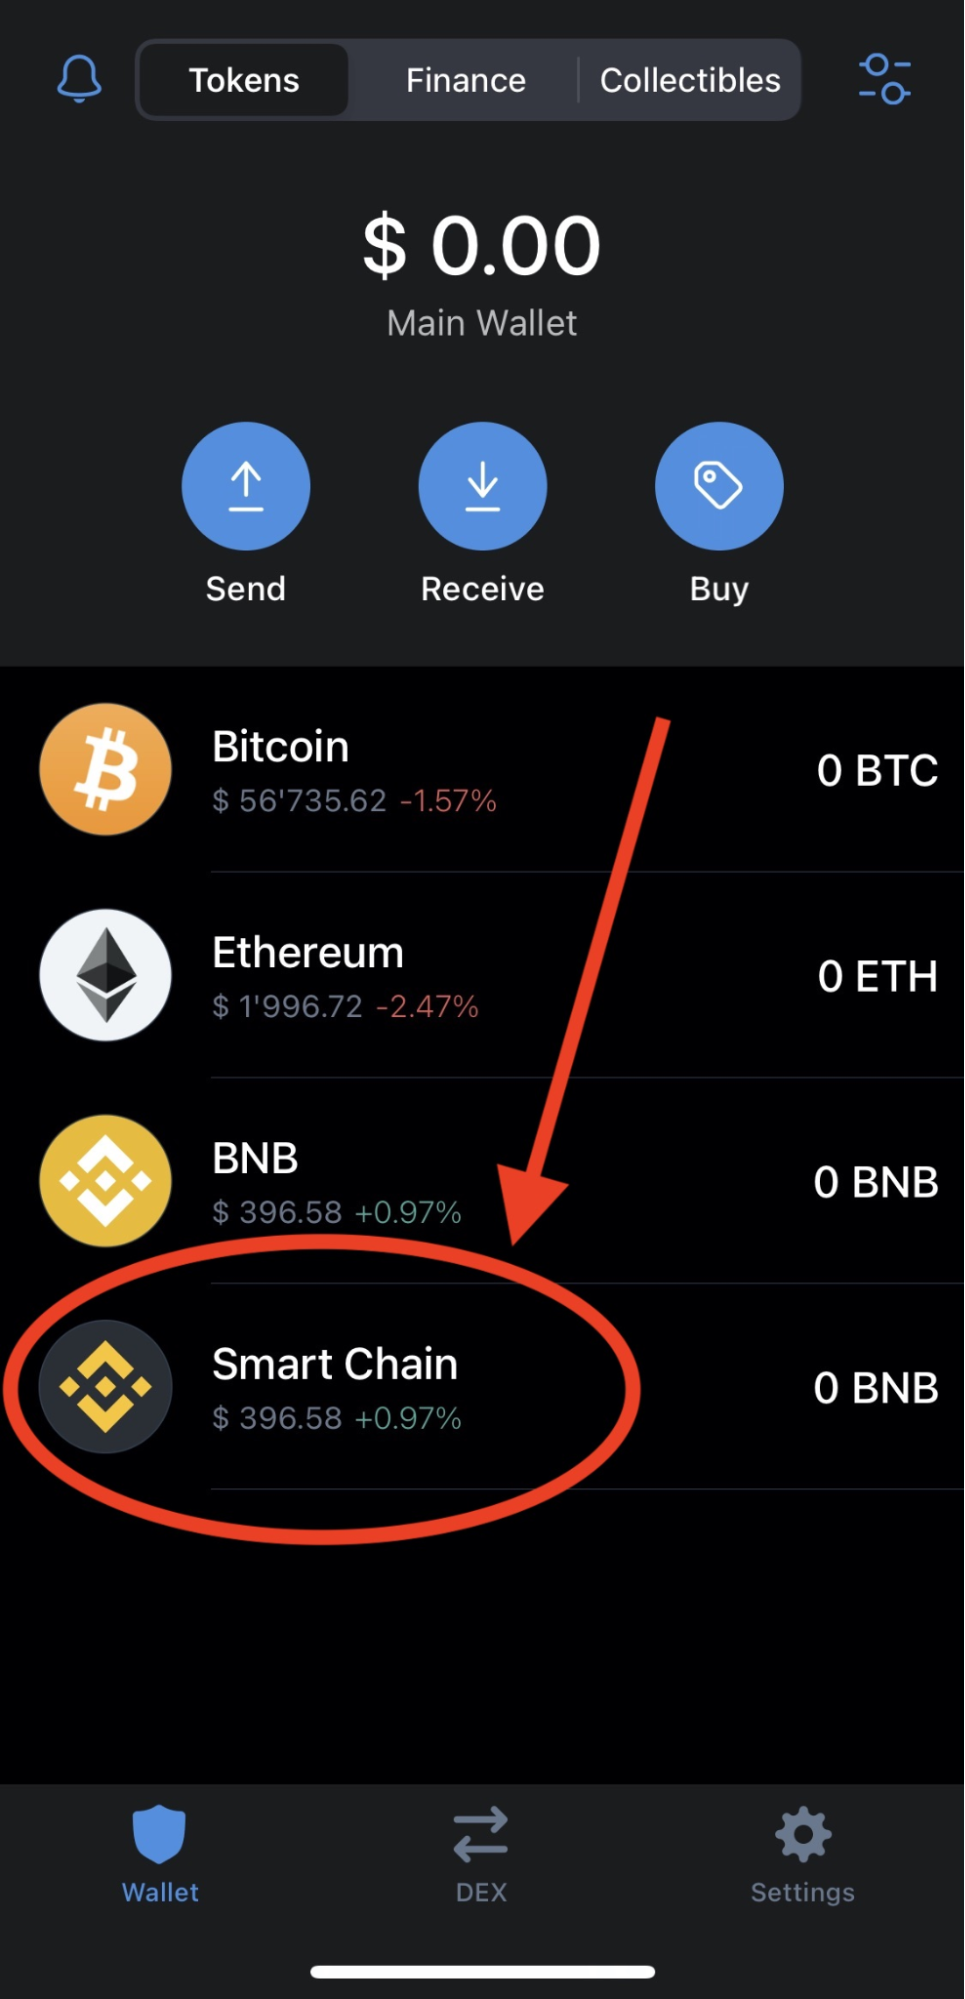 Tokens Finance Collectibles
$ 0.00
Main Wallet
Send Receive Buy
Bitcoin
$ 56'735.62 -1.57%
0 BTC
Ethereum
$ 1'996.72 -2.47%
0 ETH
BNB
$ 396.58 +0.97%
0 BNB
Smart Chain
$ 396.58 +0.97%
0 BNB
Wallet DEX Settings